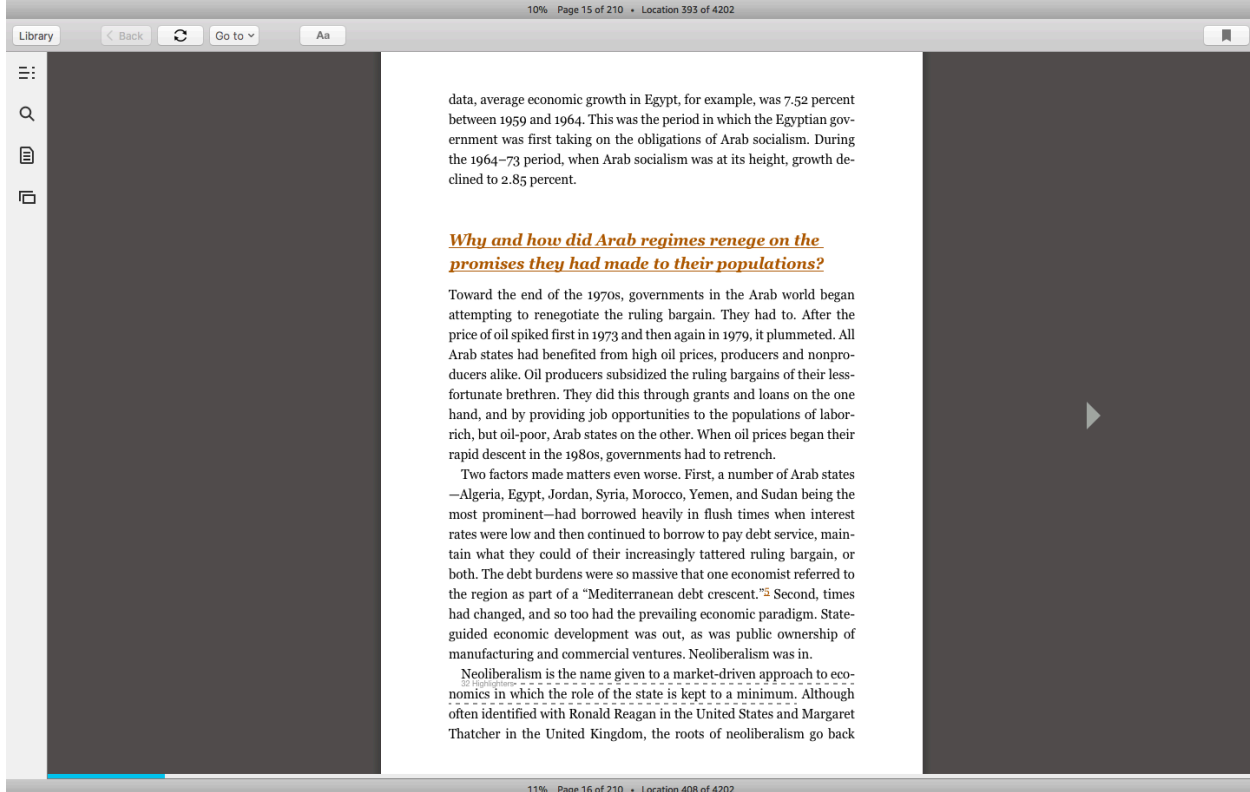 10% Page 15 of 210 • Location 393 of 4202
Library
Back
Go to
Aa
data, average economic growth in Egypt, for example, was 7.52 percent
between 1959 and 1964. This was the period in which the Egyptian gov-
ernment was first taking on the obligations of Arab socialism. During
the 1964–73 period, when Arab socialism was at its height, growth de-
clined to 2.85 percent.
Why and how did Arab regimes renege on the
promises they had made to their populations?
Toward the end of the 1970s, governments in the Arab world began
attempting to renegotiate the ruling bargain. They had to. After the
price of oil spiked first in 1973 and then again in 1979, it plummeted. All
Arab states had benefited from high oil prices, producers and nonpro-
ducers alike. Oil producers subsidized the ruling bargains of their less-
fortunate brethren. They did this through grants and loans on the one
hand, and by providing job opportunities to the populations of labor-
rich, but oil-poor, Arab states on the other. When oil prices began their
rapid descent in the 1980s, governments had to retrench.
Two factors made matters even worse. First, a number of Arab states
—Algeria, Egypt, Jordan, Syria, Morocco, Yemen, and Sudan being the
most prominent—had borrowed heavily in flush times when interest
rates were low and then continued to borrow to pay debt service, main-
tain what they could of their increasingly tattered ruling bargain, or
both. The debt burdens were so massive that one economist referred to
the region as part of a “Mediterranean debt crescent.”5 Second, times
had changed, and so too had the prevailing economic paradigm. State-
guided economic development was out, as was public ownership of
manufacturing and commercial ventures. Neoliberalism was in.
Neoliberalism is the name given to a market-driven approach to eco-
32 Highlighters
nomics in which the role of the state is kept to a minimum. Although
often identified with Ronald Reagan in the United States and Margaret
Thatcher in the United Kingdom, the roots of neoliberalism go back
11% Page 16 of 210 • Location 408 of 4202